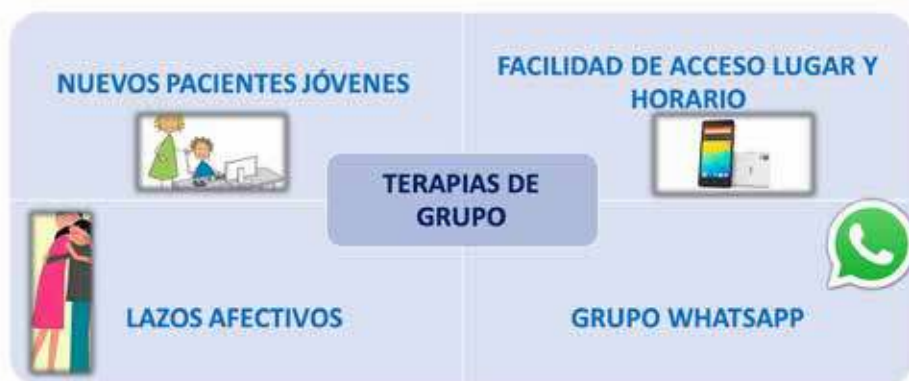 NUEVOS PACIENTES JÓVENES
FACILIDAD DE ACCESO LUGAR Y
HORARIO
TERAPIAS DE
GRUPO
LAZOS AFECTIVOS
GRUPO WHATSAPP